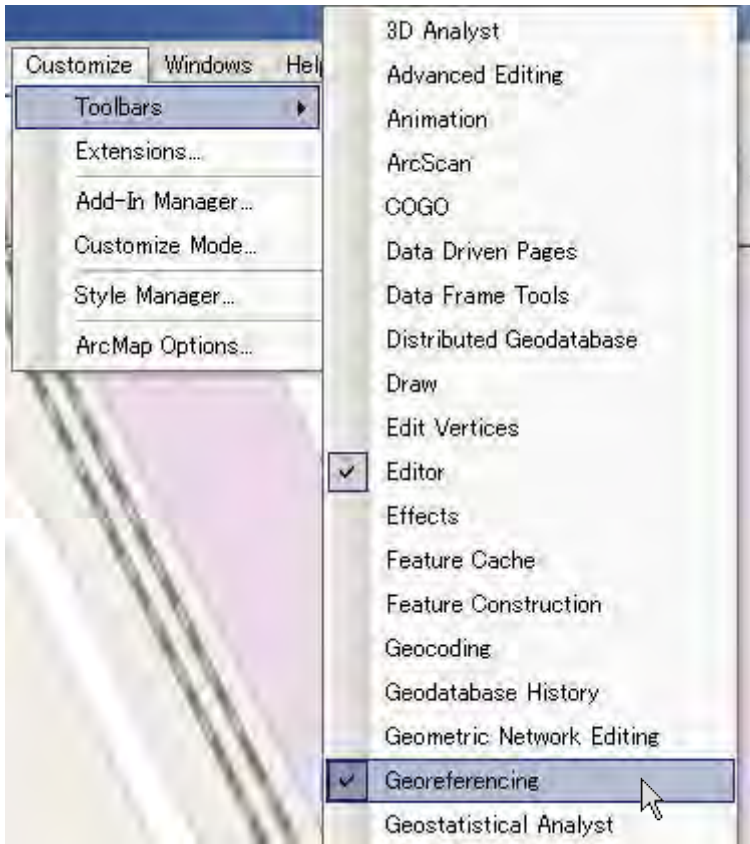 Customize Windows Help
Toolbars
Extensions...
Add-In Manager...
Customize Mode...
Style Manager...
ArcMap Options...
3D Analyst
Advanced Editing
Animation
ArcScan
COGO
Data Driven Pages
Data Frame Tools
Distributed Geodatabase
Draw
Edit Vertices
Editor
Effects
Feature Cache
Feature Construction
Geocoding
Geodatabase History
Geometric Network Editing
Georeferencing
Geostatistical Analyst